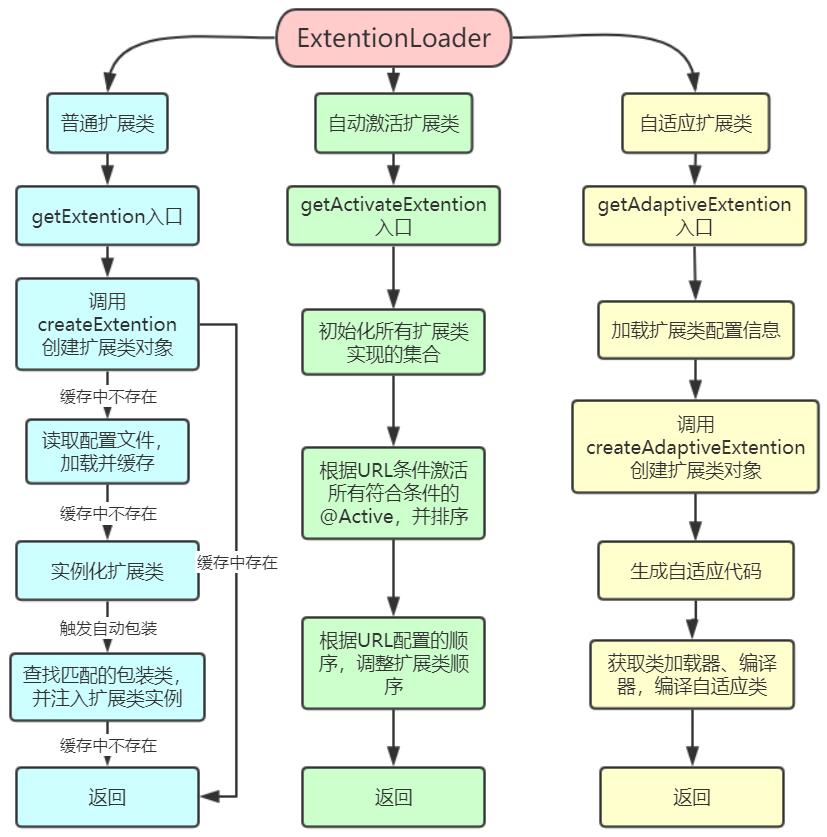 ExtentionLoader
普通扩展类
getExtention入口
调用
createExtention
创建扩展类对象
缓存中不存在
读取配置文件，
加载并缓存
缓存中不存在
实例化扩展类
缓存中存在
触发自动包装
查找匹配的包装类，
并注入扩展类实例
缓存中不存在
返回
自动激活扩展类
getActivateExtention
入口
初始化所有扩展类
实现的集合
根据URL条件激活
所有符合条件的
@Active，并排序
根据URL配置的顺
序，调整扩展类顺
序
返回
自适应扩展类
getAdaptiveExtention
入口
加载扩展类配置信息
调用
createAdaptiveExtention
创建扩展类对象
生成自适应代码
获取类加载器、编译
器，编译自适应类
返回